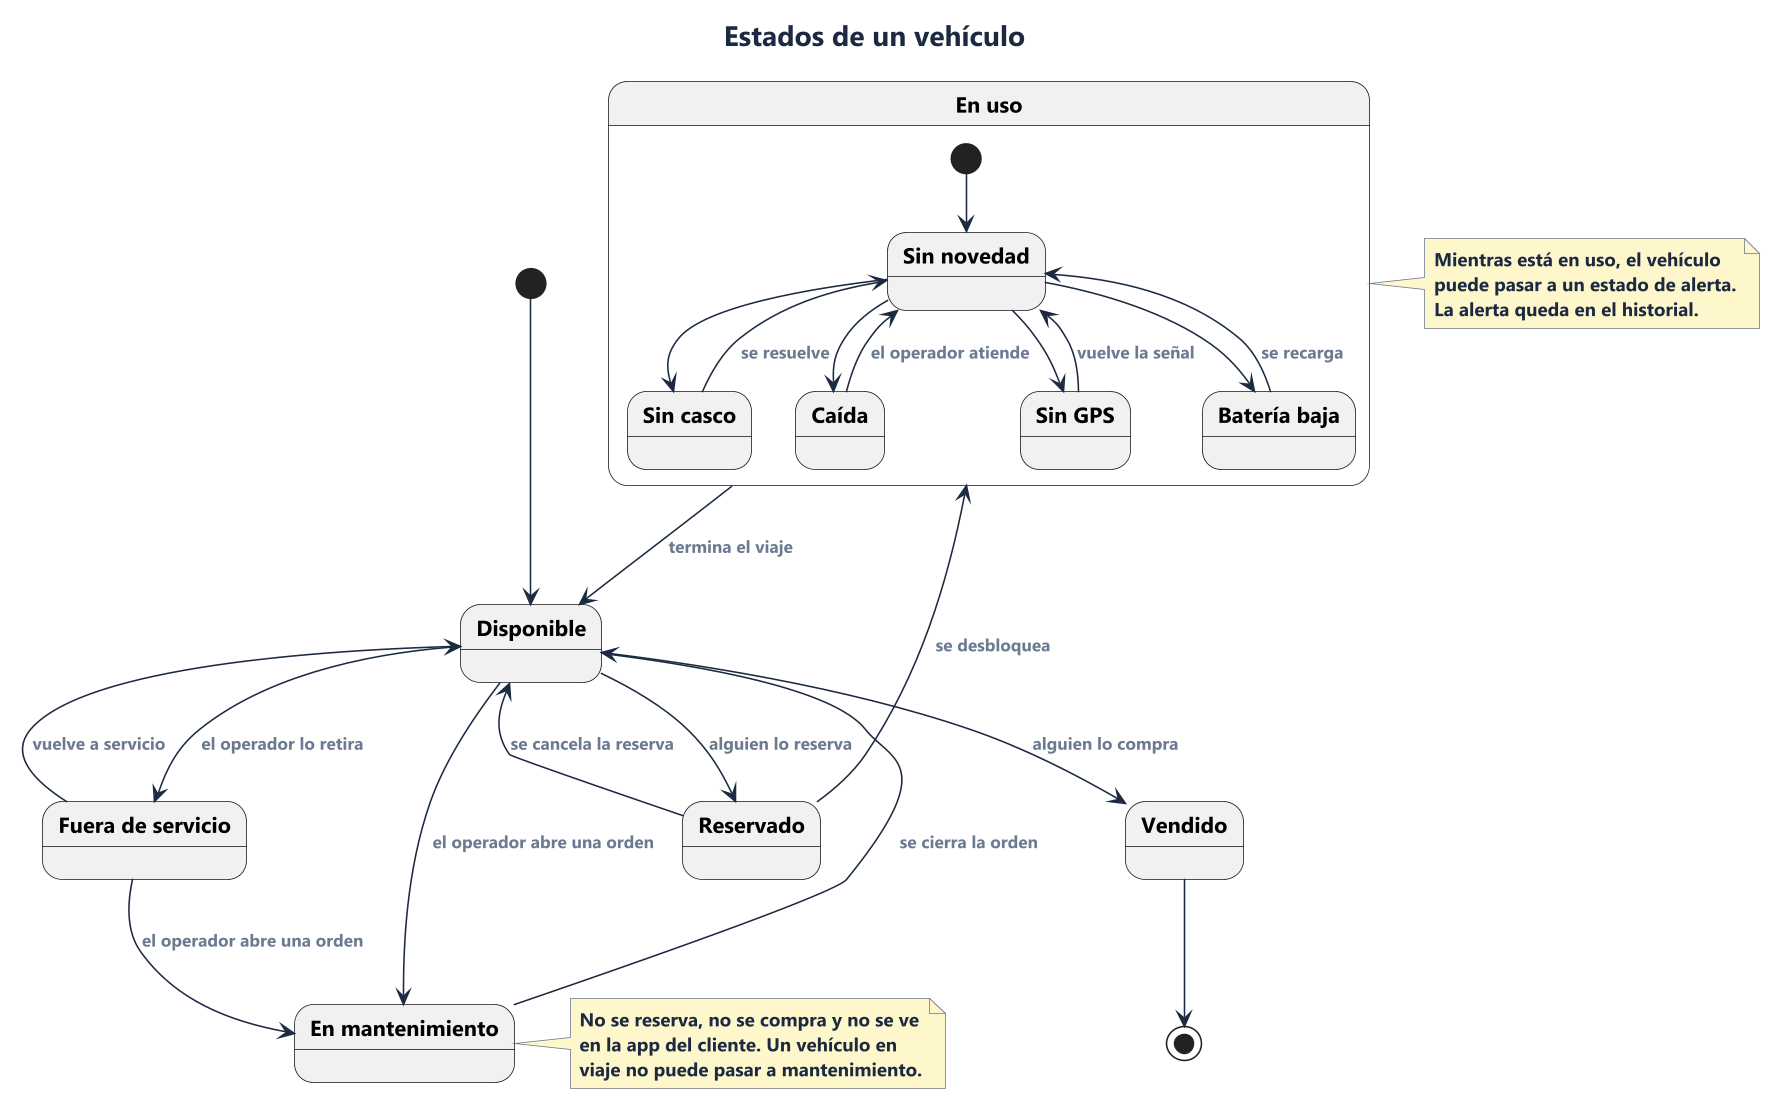 Estados de un vehículo
En uso
Sin novedad
Mientras está en uso, el vehículo
puede pasar a un estado de alerta.
La alerta queda en el historial.
se resuelve
el operador atiende
vuelve la señal
se recarga
Sin casco
Caída
Sin GPS
Batería baja
termina el viaje
Disponible
se desbloquea
vuelve a servicio
el operador lo retira
se cancela la reserva
alguien lo reserva
alguien lo compra
Fuera de servicio
Reservado
Vendido
el operador abre una orden
se cierra la orden
el operador abre una orden
En mantenimiento
No se reserva, no se compra y no se ve
en la app del cliente. Un vehículo en
viaje no puede pasar a mantenimiento.